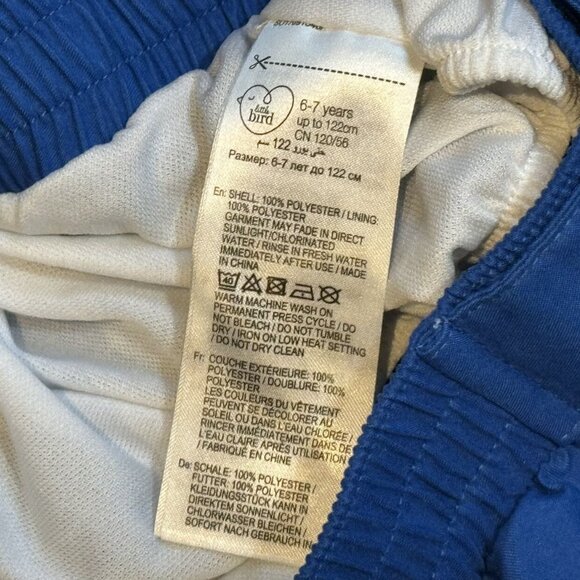 little
bird
6-7 years
up to 122cm
CN 120/56
Размер: 6-7 лет до 122 см
En: SHELL: 100% POLYESTER / LINING:
100% POLYESTER
GARMENT MAY FADE IN DIRECT
SUNLIGHT/CHLORINATED
WATER / RINSE IN FRESH WATER
IMMEDIATELY AFTER USE / MADE
IN CHINA
40
WARM MACHINE WASH ON
PERMANENT PRESS CYCLE / DO
NOT BLEACH / DO NOT TUMBLE
DRY / IRON ON LOW HEAT SETTING
/ DO NOT DRY CLEAN
Fr: COUCHE EXTÉRIEURE: 100%
POLYESTER / DOUBLURE: 100%
POLYESTER
LES COULEURS DU VÊTEMENT
PEUVENT SE DÉCOLORER AU
SOLEIL OU DANS L'EAU CHLORÉE /
RINCER IMMÉDIATEMENT DANS
L'EAU CLAIRE APRÈS UTILISATION
/ FABRIQUÉ EN CHINE
De: SCHALE: 100% POLYESTER /
FUTTER: 100% POLYESTER
KLEIDUNGSSTÜCK KANN IN
DIREKTEM SONNENLICHT /
CHLORWASSER BLEICHEN /
SOFORT NACH GEBRAUCH IN